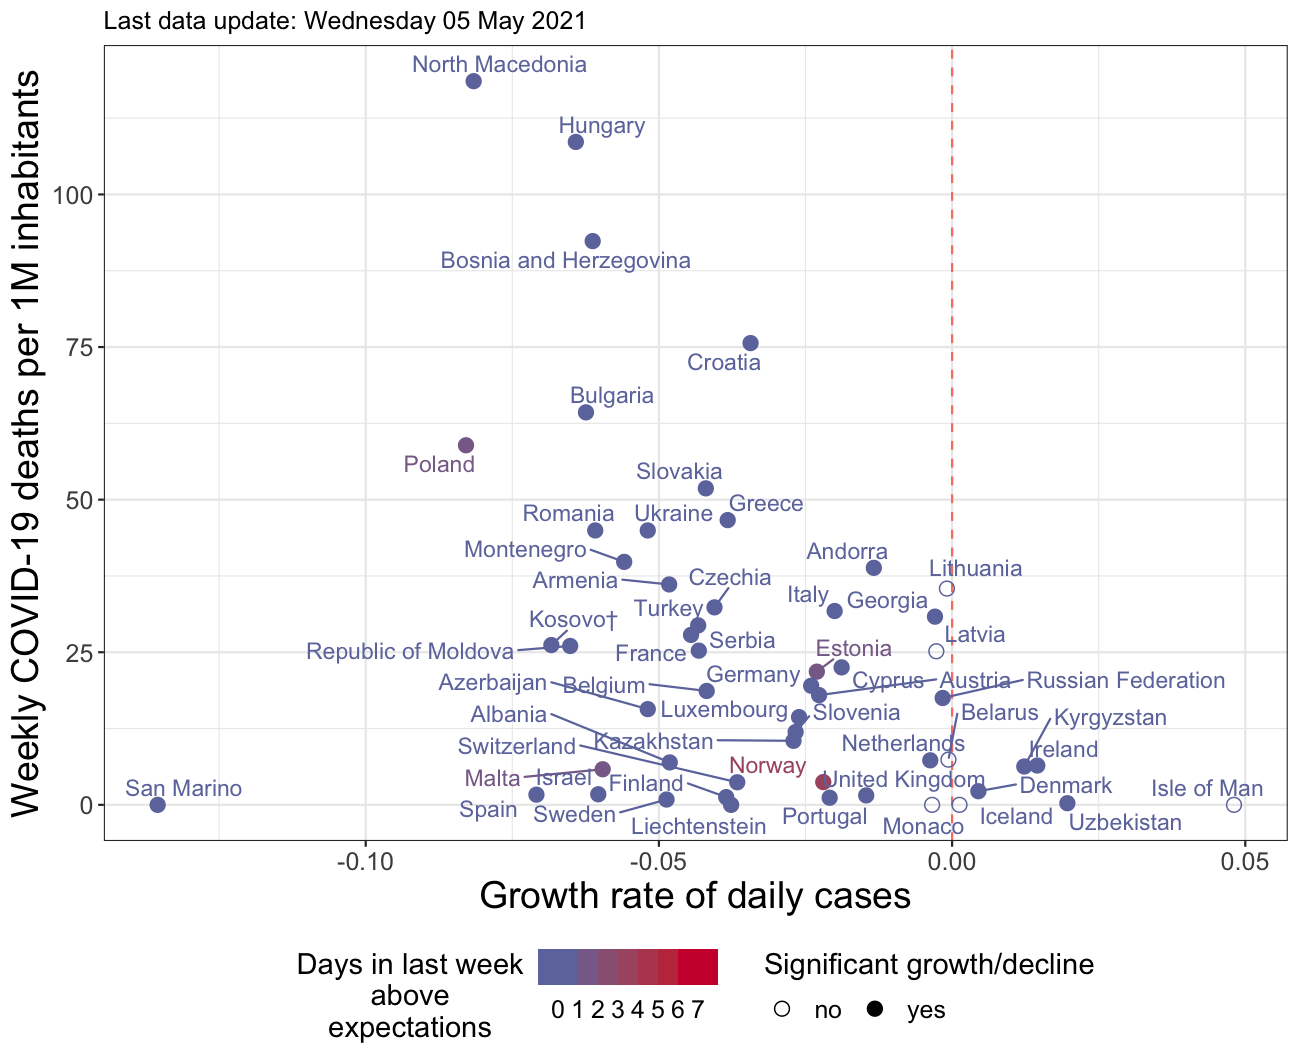 Last data update: Wednesday 05 May 2021
Weekly COVID-19 deaths per 1M inhabitants
North Macedonia
Hungary
100
Bosnia and Herzegovina
75
Croatia
Bulgaria
Poland
Slovakia
50
Greece
Romania
Ukraine
Montenegro
Andorra
Lithuania
Armenia
Czechia
Italy
Georgia
Turkey
Kosovo†
Latvia
Serbia
25
Republic of Moldova
France
Estonia
Germany
Azerbaijan
Belgium
Cyprus
Austria
Russian Federation
Albania
Luxembourg
Slovenia
Belarus
Kyrgyzstan
Switzerland
Kazakhstan
Netherlands
Ireland
Norway
Malta
Israel
Finland
United Kingdom
Denmark
San Marino
Isle of Man
0
Spain
Sweden
Portugal
Iceland
Liechtenstein
Monaco
Uzbekistan
-0.10
-0.05
0.00
0.05
Growth rate of daily cases
Days in last week
above
expectations
0 1 2 3 4 5 6 7
Significant growth/decline
no
yes